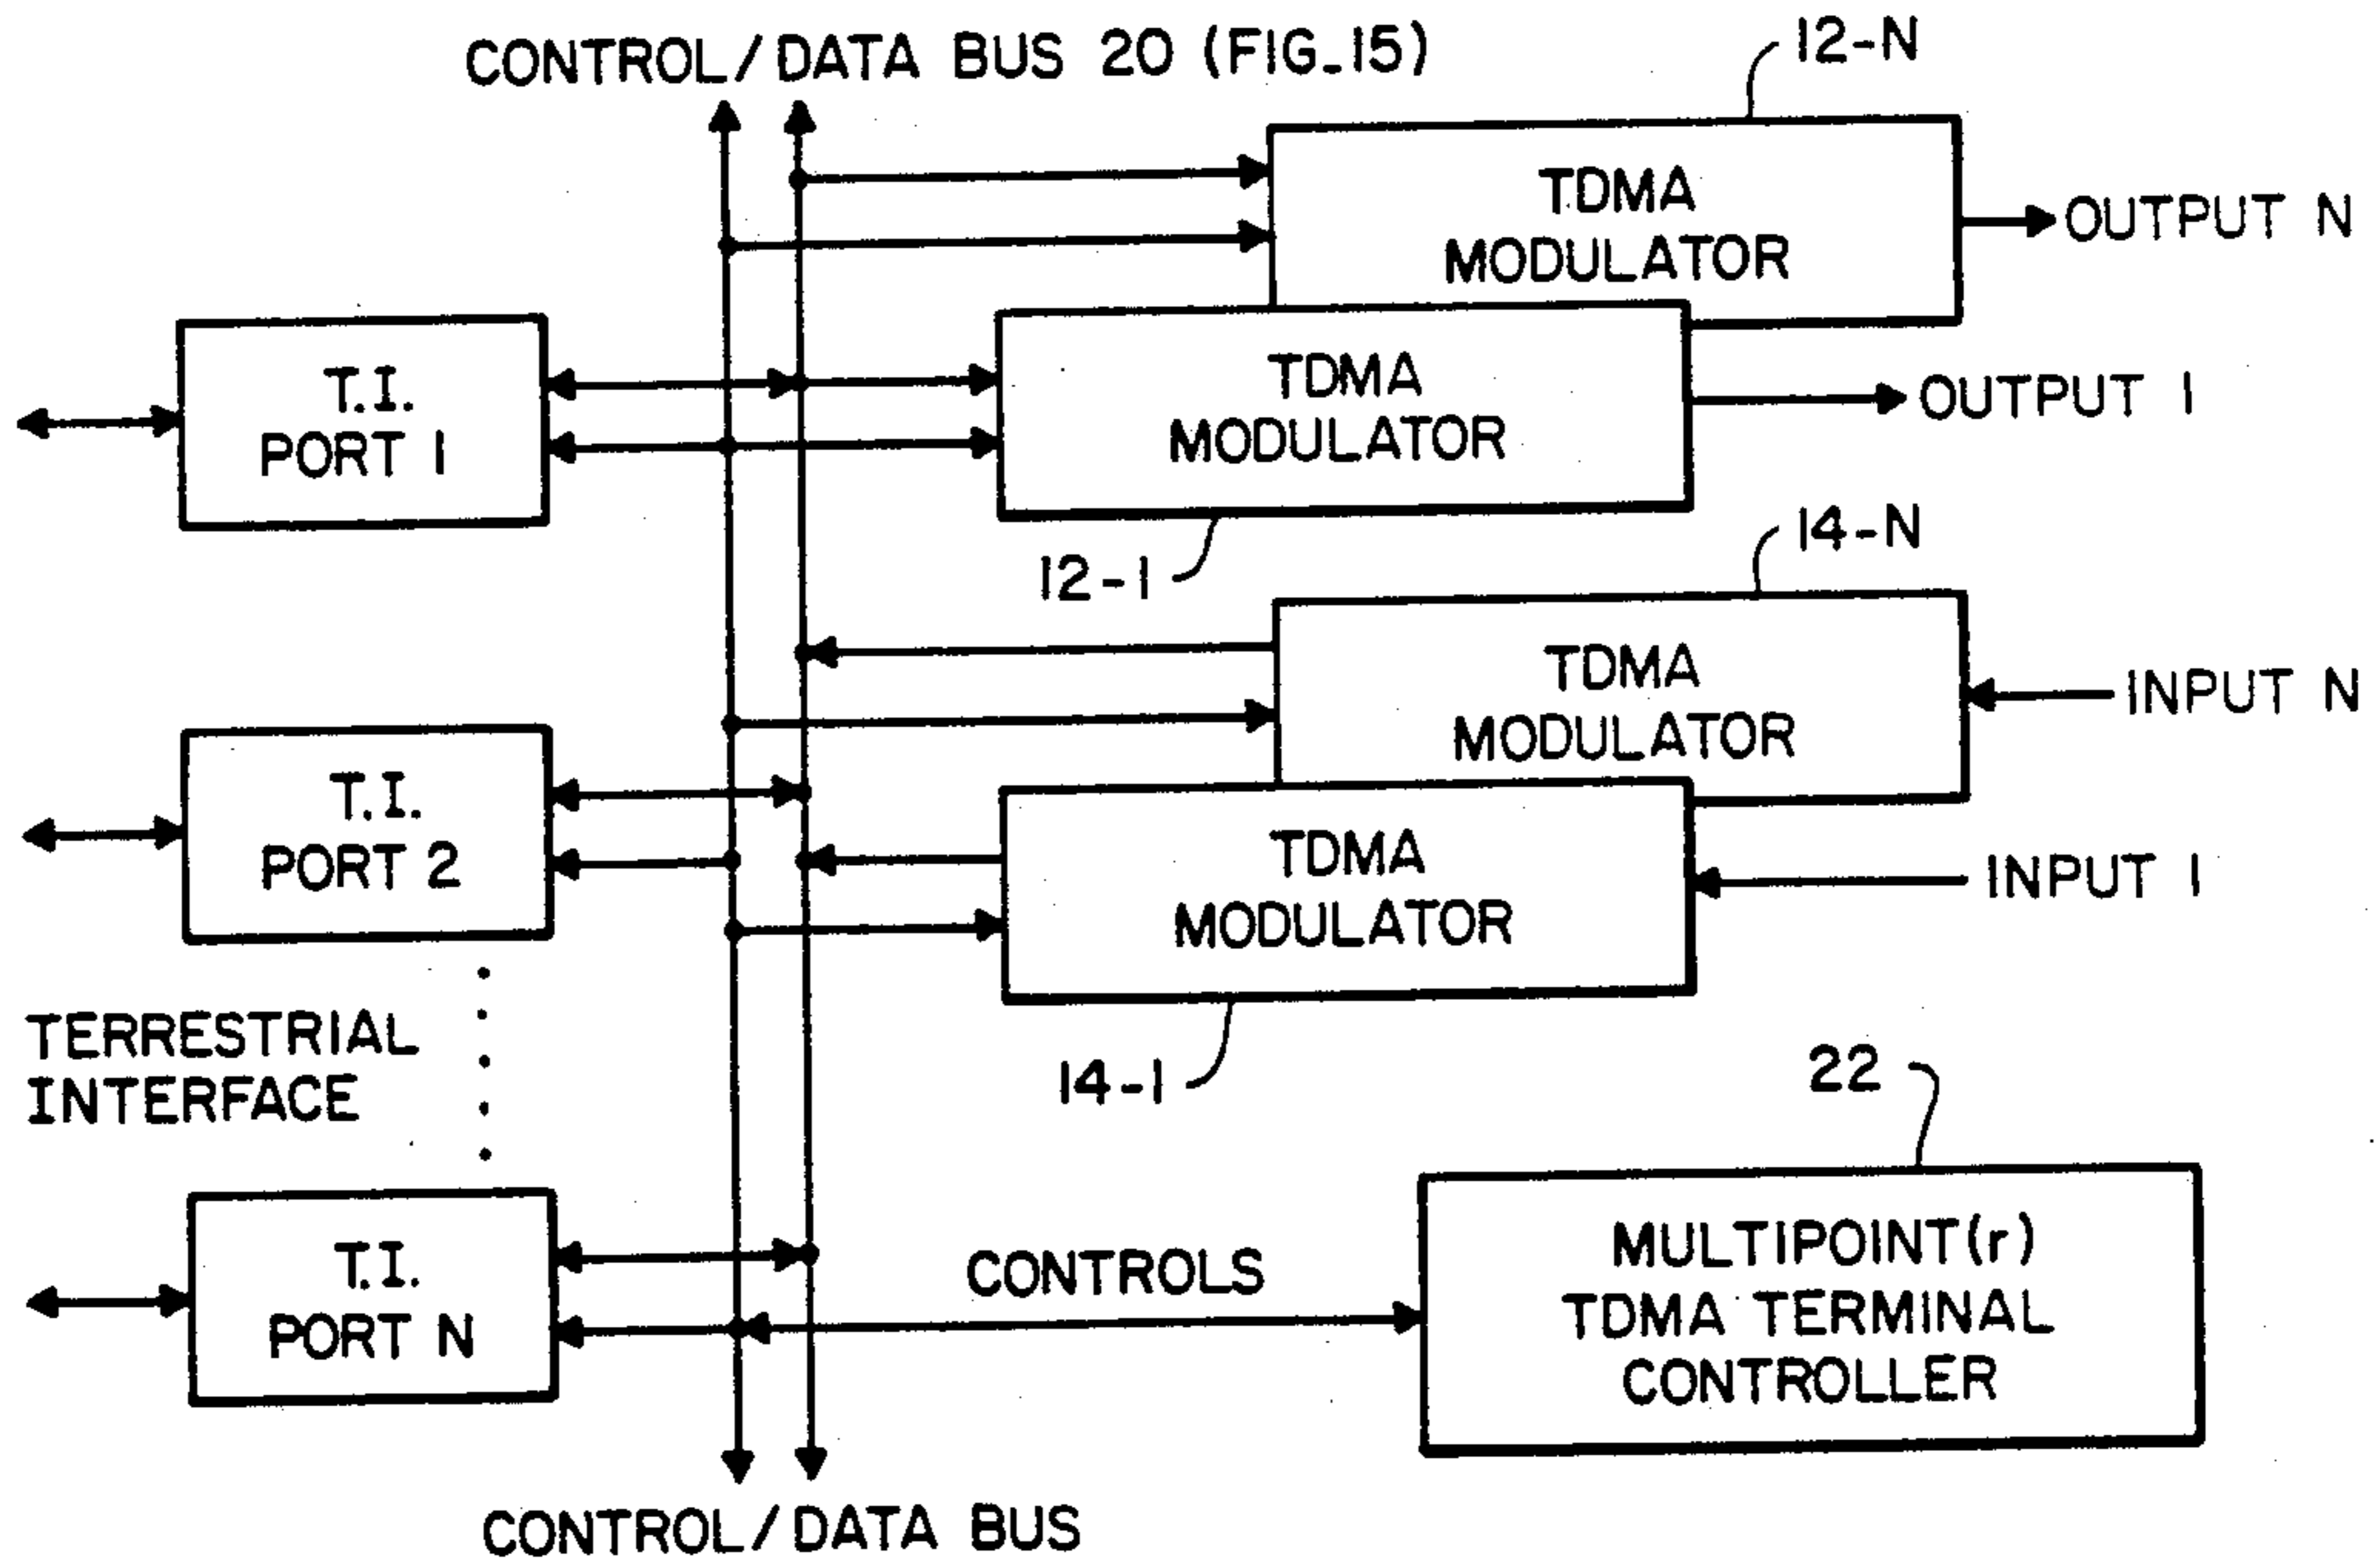 CONTROL/DATA BUS 20 (FIG_15)
12-N
TDMA
MODULATOR
OUTPUT N
T.I.
PORT 1
TDMA
MODULATOR
OUTPUT 1
12-1
14-N
TDMA
MODULATOR
INPUT N
T.I.
PORT 2
TDMA
MODULATOR
INPUT 1
14-1
TERRESTRIAL
INTERFACE
22
T.I.
PORT N
CONTROLS
MULTIPOINT(r)
TDMA TERMINAL
CONTROLLER
CONTROL/DATA BUS